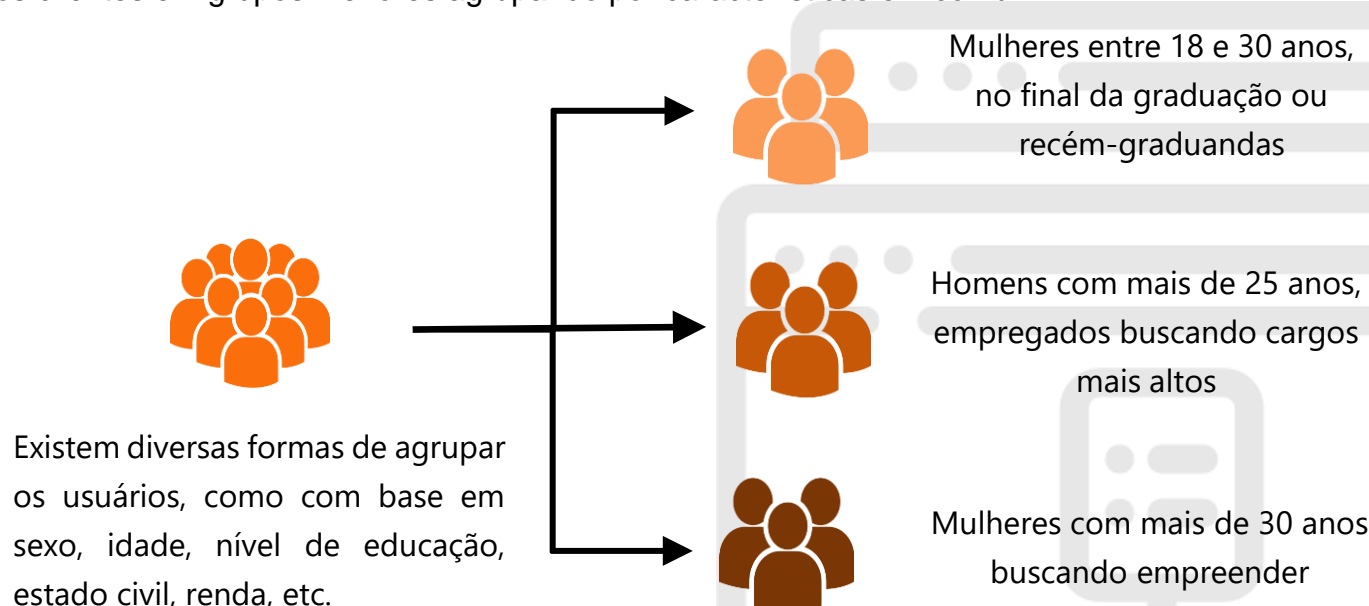 Mulheres entre 18 e 30 anos,
no final da graduação ou
recém-graduandas
Homens com mais de 25 anos,
empregados buscando cargos
mais altos
Existem diversas formas de agrupar
os usuários, como com base em
sexo, idade, nível de educação,
estado civil, renda, etc.
Mulheres com mais de 30 anos
buscando empreender